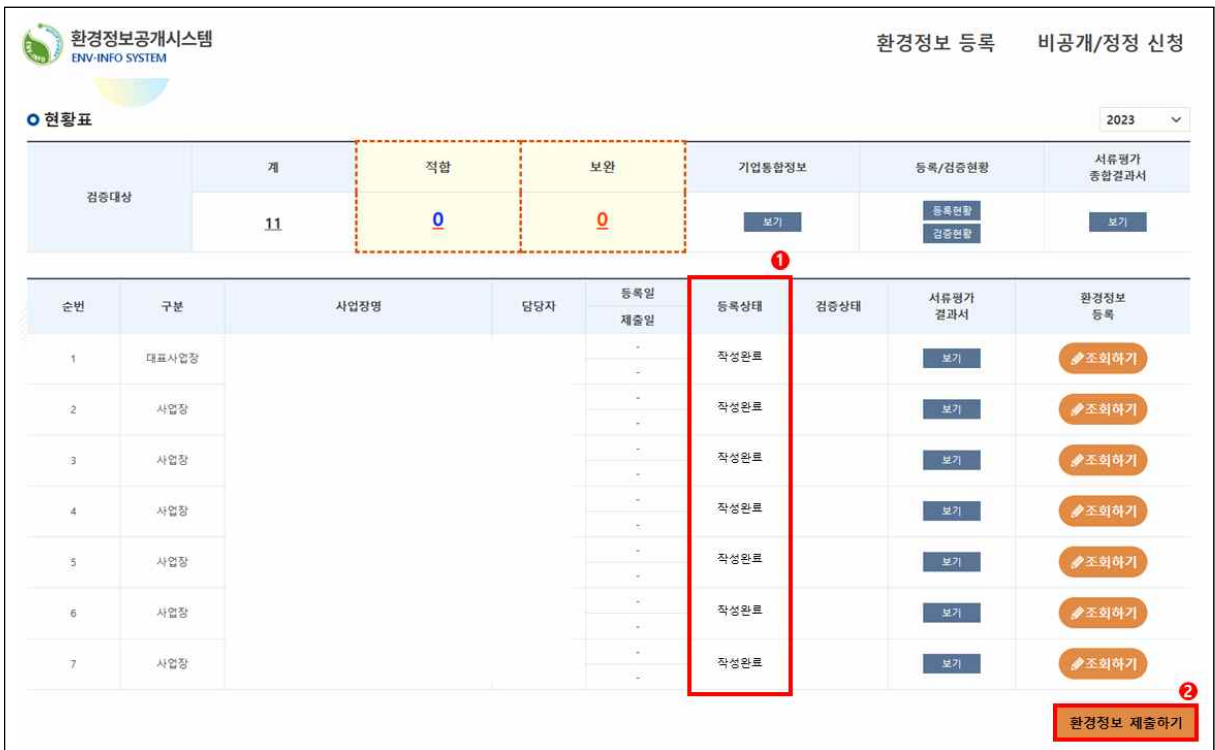 환경정보공개시스템
ENV-INFO SYSTEM
환경정보 등록 비공개/정정 신청
현황표
2023
검증대상
계 적합 보완 기업통합정보 등록/검증현황 서류평가
종합결과서
11 0 0 보기 등록현황
검증현황
보기
1
순번 구분 사업장명 담당자 등록일
제출일
등록상태 검증상태 서류평가
결과서
환경정보
등록
1 대표사업장 - 작성완료 보기 조회하기
-
2 사업장 - 작성완료 보기 조회하기
-
3 사업장 - 작성완료 보기 조회하기
-
4 사업장 - 작성완료 보기 조회하기
-
5 사업장 - 작성완료 보기 조회하기
-
6 사업장 - 작성완료 보기 조회하기
-
7 사업장 - 작성완료 보기 조회하기
-
2
환경정보 제출하기